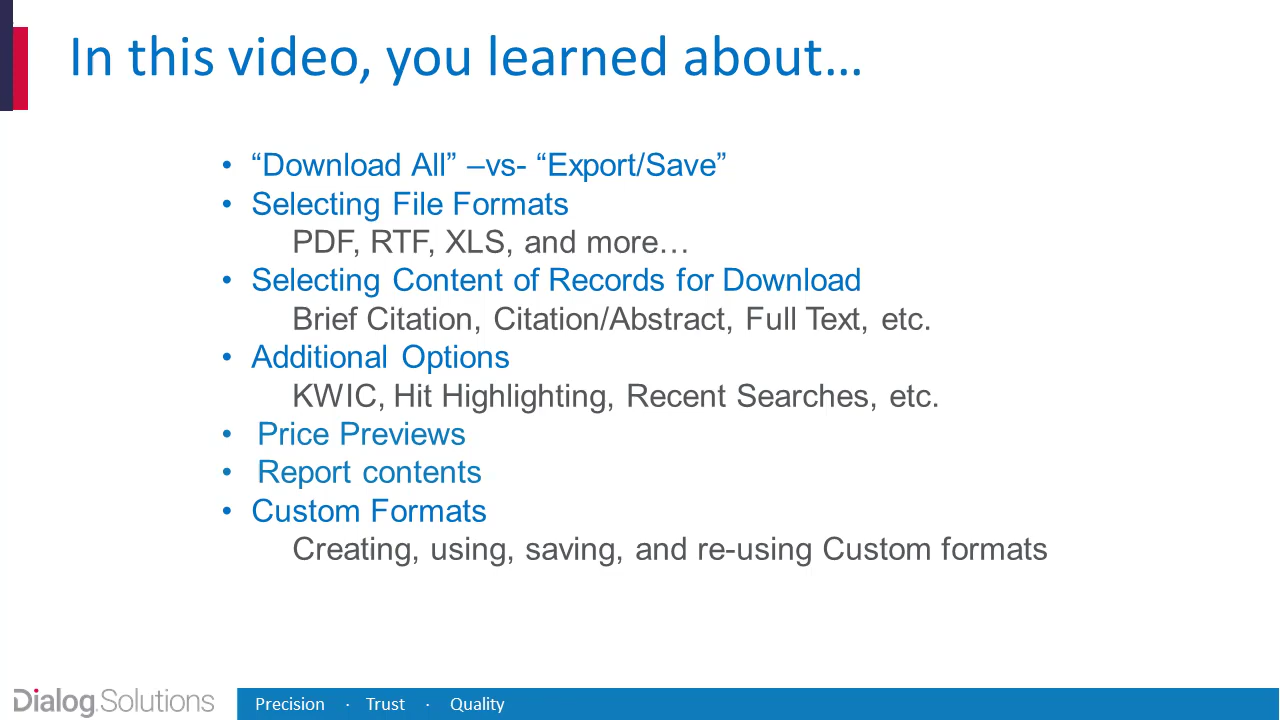 In this video, you learned about…
• “Download All” –vs- “Export/Save”
• Selecting File Formats
PDF, RTF, XLS, and more…
• Selecting Content of Records for Download
Brief Citation, Citation/Abstract, Full Text, etc.
• Additional Options
KWIC, Hit Highlighting, Recent Searches, etc.
• Price Previews
• Report contents
• Custom Formats
Creating, using, saving, and re-using Custom formats
Dialog.Solutions
Precision · Trust · Quality